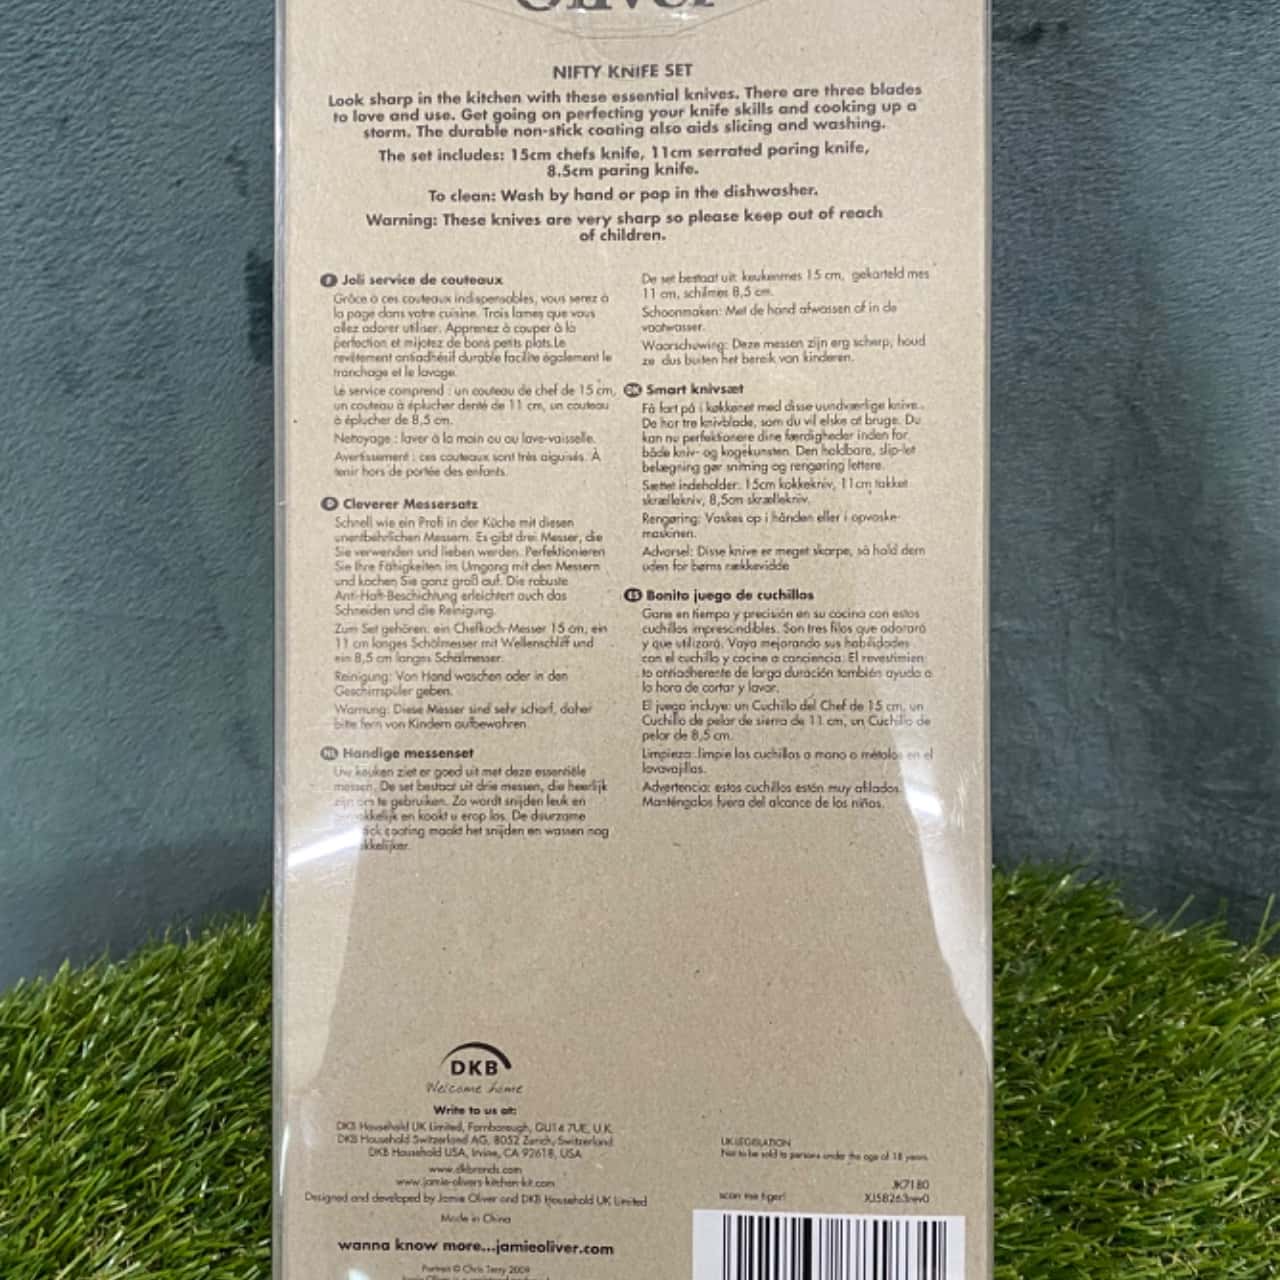 Oliver
NIFTY KNIFE SET
Look sharp in the kitchen with these essential knives. There are three blades
to love and use. Get going on perfecting your knife skills and cooking up a
storm. The durable non-stick coating also aids slicing and washing.
The set includes: 15cm chefs knife, 11cm serrated paring knife,
8.5cm paring knife.
To clean: Wash by hand or pop in the dishwasher.
Warning: These knives are very sharp so please keep out of reach
of children.
F Joli service de couteaux
Grâce à ces couteaux indispensables, vous serez à
la page dans votre cuisine. Trois lames que vous
allez adorer utiliser. Apprenez à couper à la
perfection et mijotez de bons petits plats.Le
revêtement antiadhésif durable facilite également le
tranchage et le lavage.
Le service comprend : un couteau de chef de 15 cm,
un couteau à éplucher denté de 11 cm, un couteau
à éplucher de 8,5 cm.
Nettoyage : laver à la main ou au lave-vaisselle.
Avertissement : ces couteaux sont très aiguisés. À
tenir hors de portée des enfants.
D Cleverer Messersatz
Schnell wie ein Profi in der Küche mit diesen
unentbehrlichen Messern. Es gibt drei Messer, die
Sie verwenden und lieben werden. Perfektionieren
Sie Ihre Fähigkeiten im Umgang mit den Messern
und kochen Sie ganz groß auf. Die robuste
Anti-Haft-Beschichtung erleichtert auch das
Schneiden und die Reinigung.
Zum Set gehören: ein Chefkoch-Messer 15 cm, ein
11 cm langes Schälmesser mit Wellenschliff und
ein 8,5 cm langes Schälmesser.
Reinigung: Von Hand waschen oder in den
Geschirrspüler geben.
Warnung: Diese Messer sind sehr scharf, daher
bitte fern von Kindern aufbewahren.
NL Handige messenset
Uw keuken ziet er goed uit met deze essentiële
messen. De set bestaat uit drie messen, die heerlijk
zijn om te gebruiken. Zo wordt snijden leuk en
en kookt u erop los. De duurzame
coating maakt het snijden en wassen nog
De set bestaat uit: keukenmes 15 cm, gekarteld mes
11 cm, schilmes 8,5 cm.
Schoonmaken: Met de hand afwassen of in de
vaatwasser.
Waarschuwing: Deze messen zijn erg scherp, houd
ze dus buiten het bereik van kinderen.
DK Smart knivsæt
Få fart på i køkkenet med disse uundværlige knive.
De har tre knivblade, som du vil elske at bruge. Du
kan nu perfektionere dine færdigheder inden for
både kniv- og kogekunsten. Den holdbare, slip-let
belægning gør snitning og rengøring lettere.
Sættet indeholder: 15cm kokkekniv, 11cm takket
skrællekniv, 8,5cm skrællekniv.
Rengøring: Vaskes op i hånden eller i opvaske-
maskinen.
Advarsel: Disse knive er meget skarpe, så hold dem
uden for børns rækkevidde
ES Bonito juego de cuchillos
Gane en tiempo y precisión en su cocina con estos
cuchillos imprescindibles. Son tres filos que adorará
y que utilizará. Vaya mejorando sus habilidades
con el cuchillo y cocine a conciencia. El revestimien
to antiadherente de larga duración también ayuda a
la hora de cortar y lavar.
El juego incluye: un Cuchillo del Chef de 15 cm, un
Cuchillo de pelar de sierra de 11 cm, un Cuchillo de
pelar de 8,5 cm.
Limpieza: limpie los cuchillos a mano o métalos en el
lavavajillas.
Advertencia: estos cuchillos están muy afilados.
Manténgalos fuera del alcance de los niños.
DKB
Welcome home
Write to us at:
DKB Household UK Limited, Farnborough, GU14 7UE, U.K.
DKB Household Switzerland AG, 8052 Zurich, Switzerland
DKB Household USA, Irvine, CA 92618, USA
www.dkbrands.com
www.jamie-olivers-kitchen-kit.com
Designed and developed by Jamie Oliver and DKB Household UK Limited
Made in China
wanna know more...jamieoliver.com
Portrait © Chris Terry 2009
UK LEGISLATION
Not to be sold to persons under the age of 18 years
JK7180
XJ58263rev0
scan me tiger!